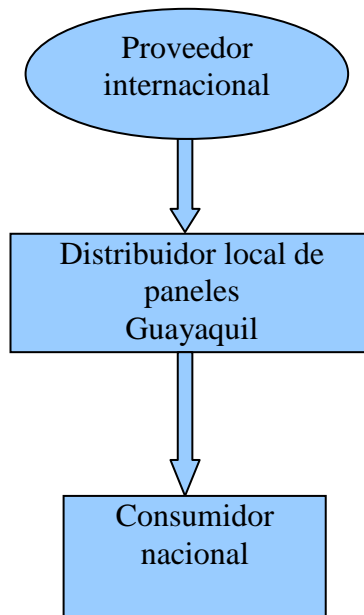 Proveedor
internacional
Distribuidor local de
paneles
Guayaquil
Consumidor
nacional